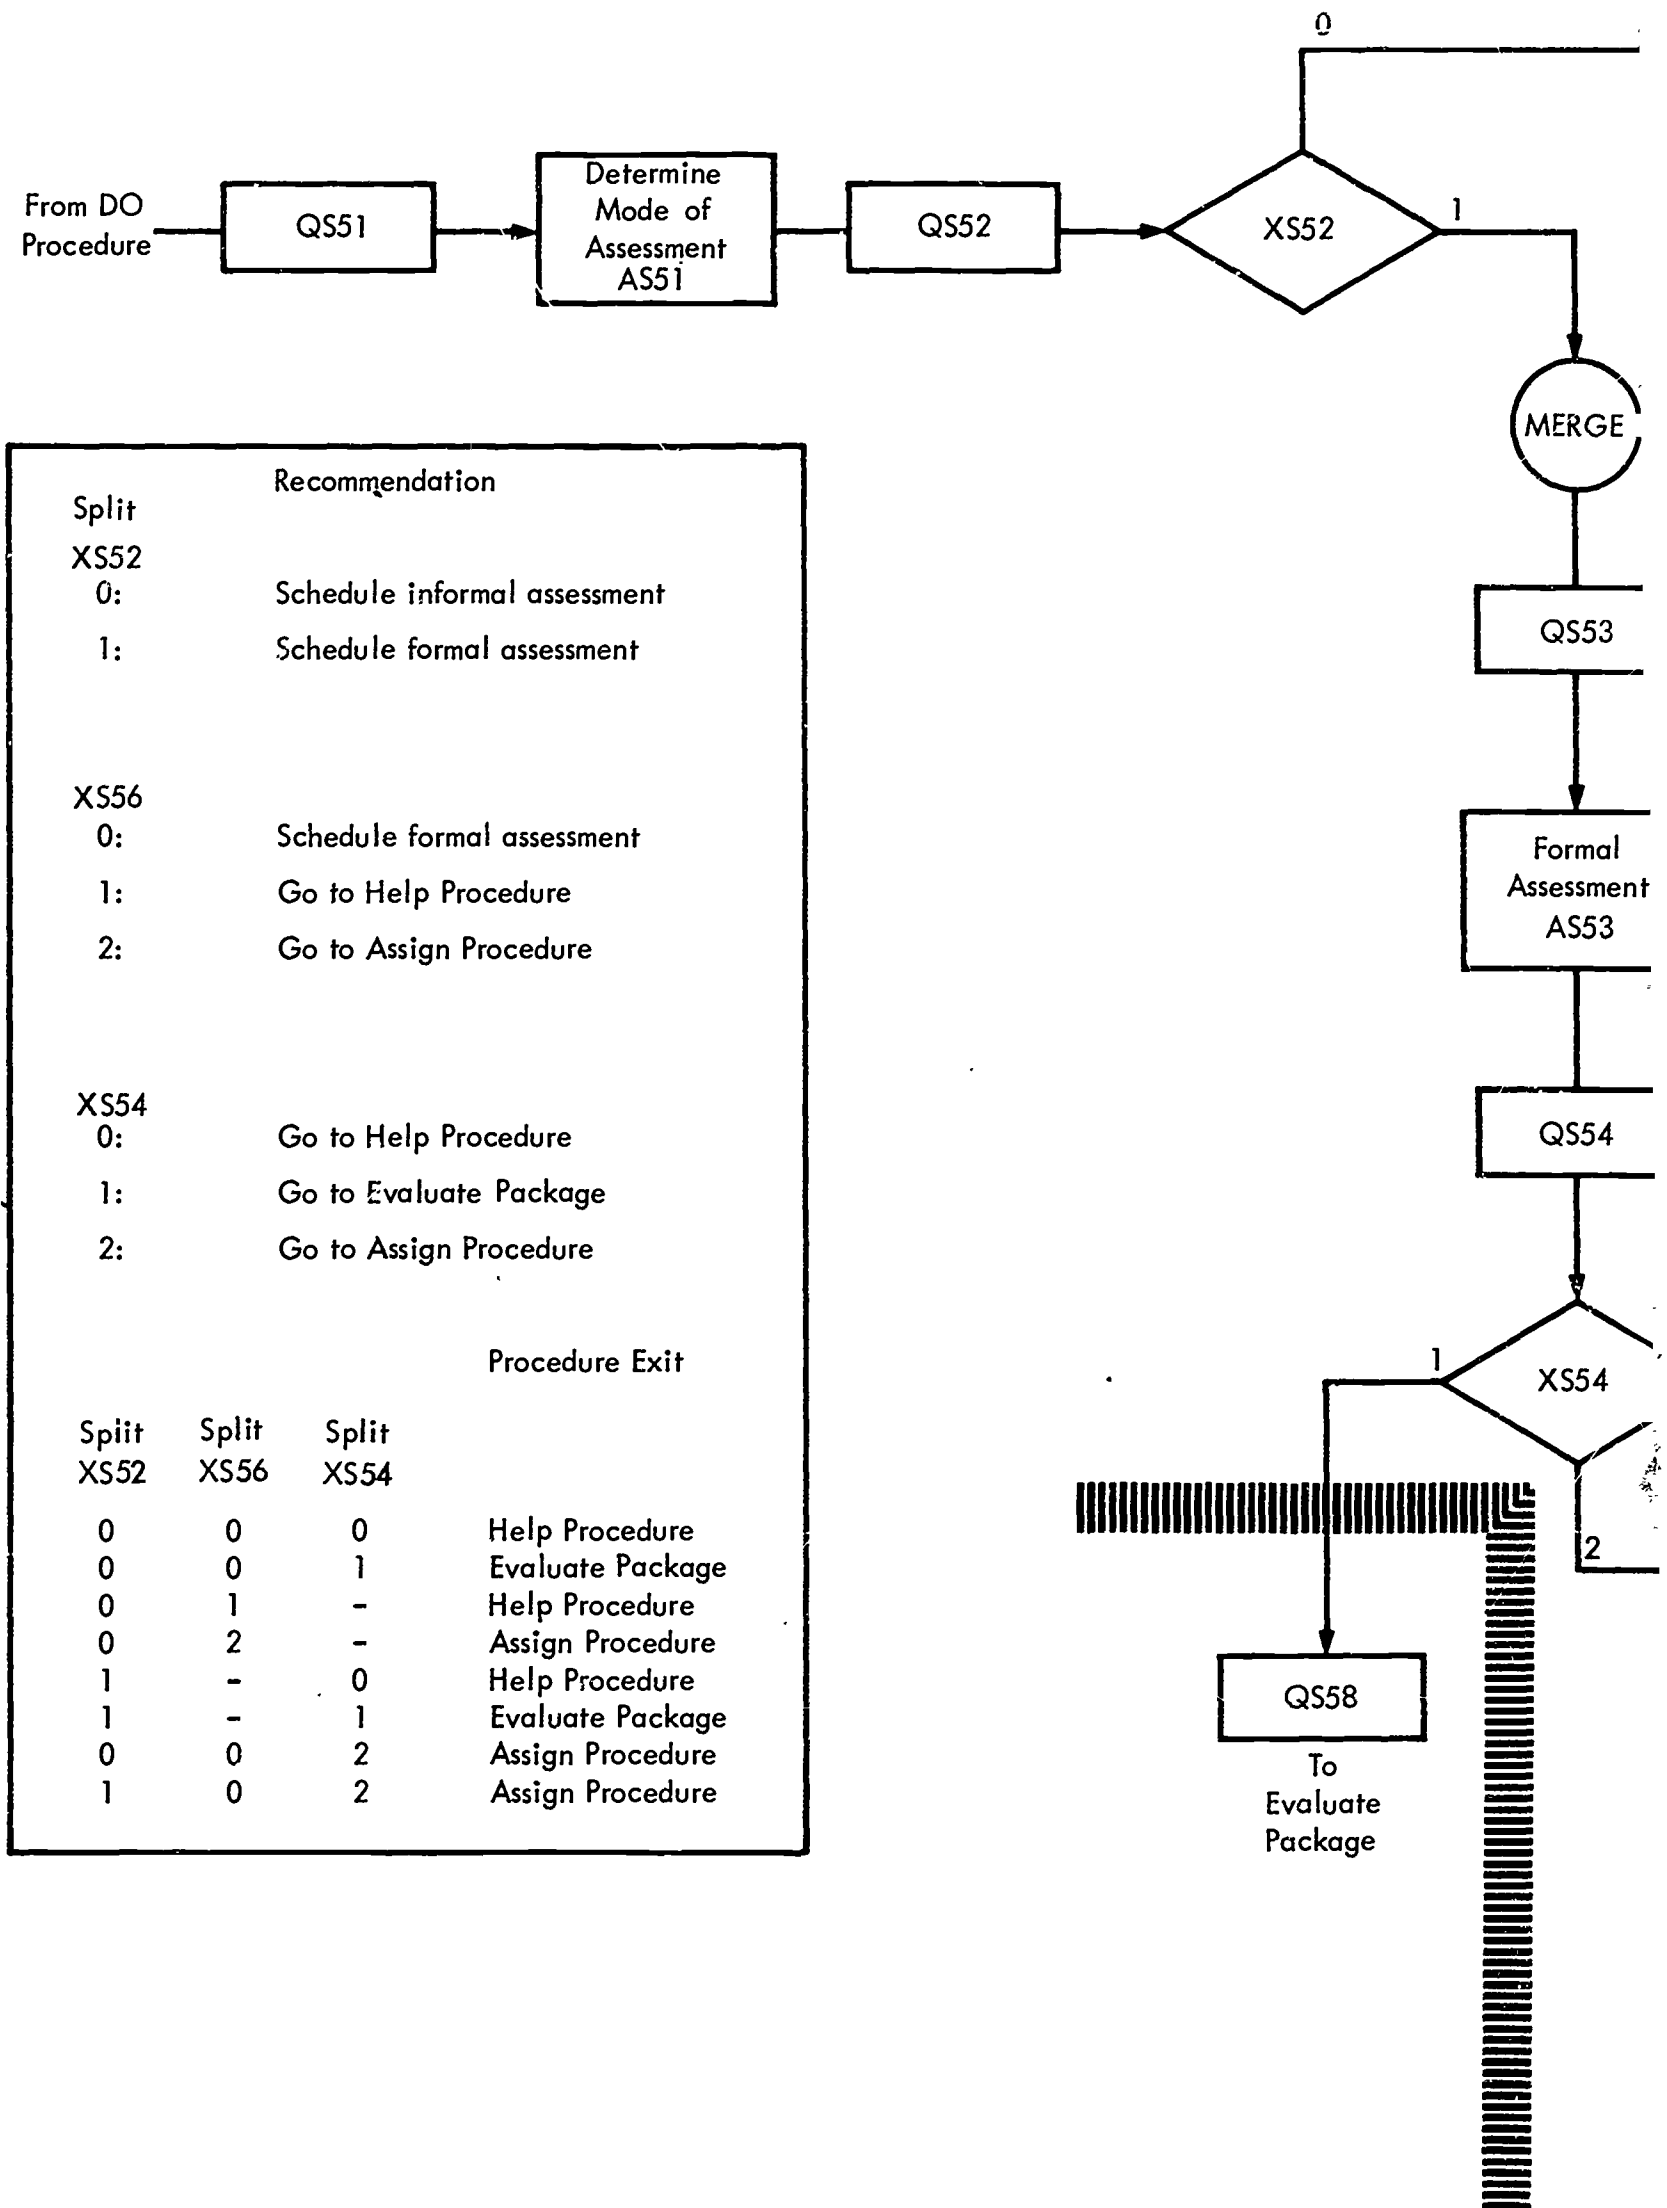 0
From DO
Procedure
QS51
Determine
Mode of
Assessment
AS51
QS52
XS52
1
MERGE
QS53
Formal
Assessment
AS53
QS54
XS54
1
2
QS58
To
Evaluate
Package
Recommendation
Split
XS52
0: Schedule informal assessment
1: Schedule formal assessment
XS56
0: Schedule formal assessment
1: Go to Help Procedure
2: Go to Assign Procedure
XS54
0: Go to Help Procedure
1: Go to Evaluate Package
2: Go to Assign Procedure
Procedure Exit
Split Split Split
XS52 XS56 XS54
0 0 0 Help Procedure
0 0 1 Evaluate Package
0 1 - Help Procedure
0 2 - Assign Procedure
1 - 0 Help Procedure
1 - 1 Evaluate Package
0 0 2 Assign Procedure
1 0 2 Assign Procedure